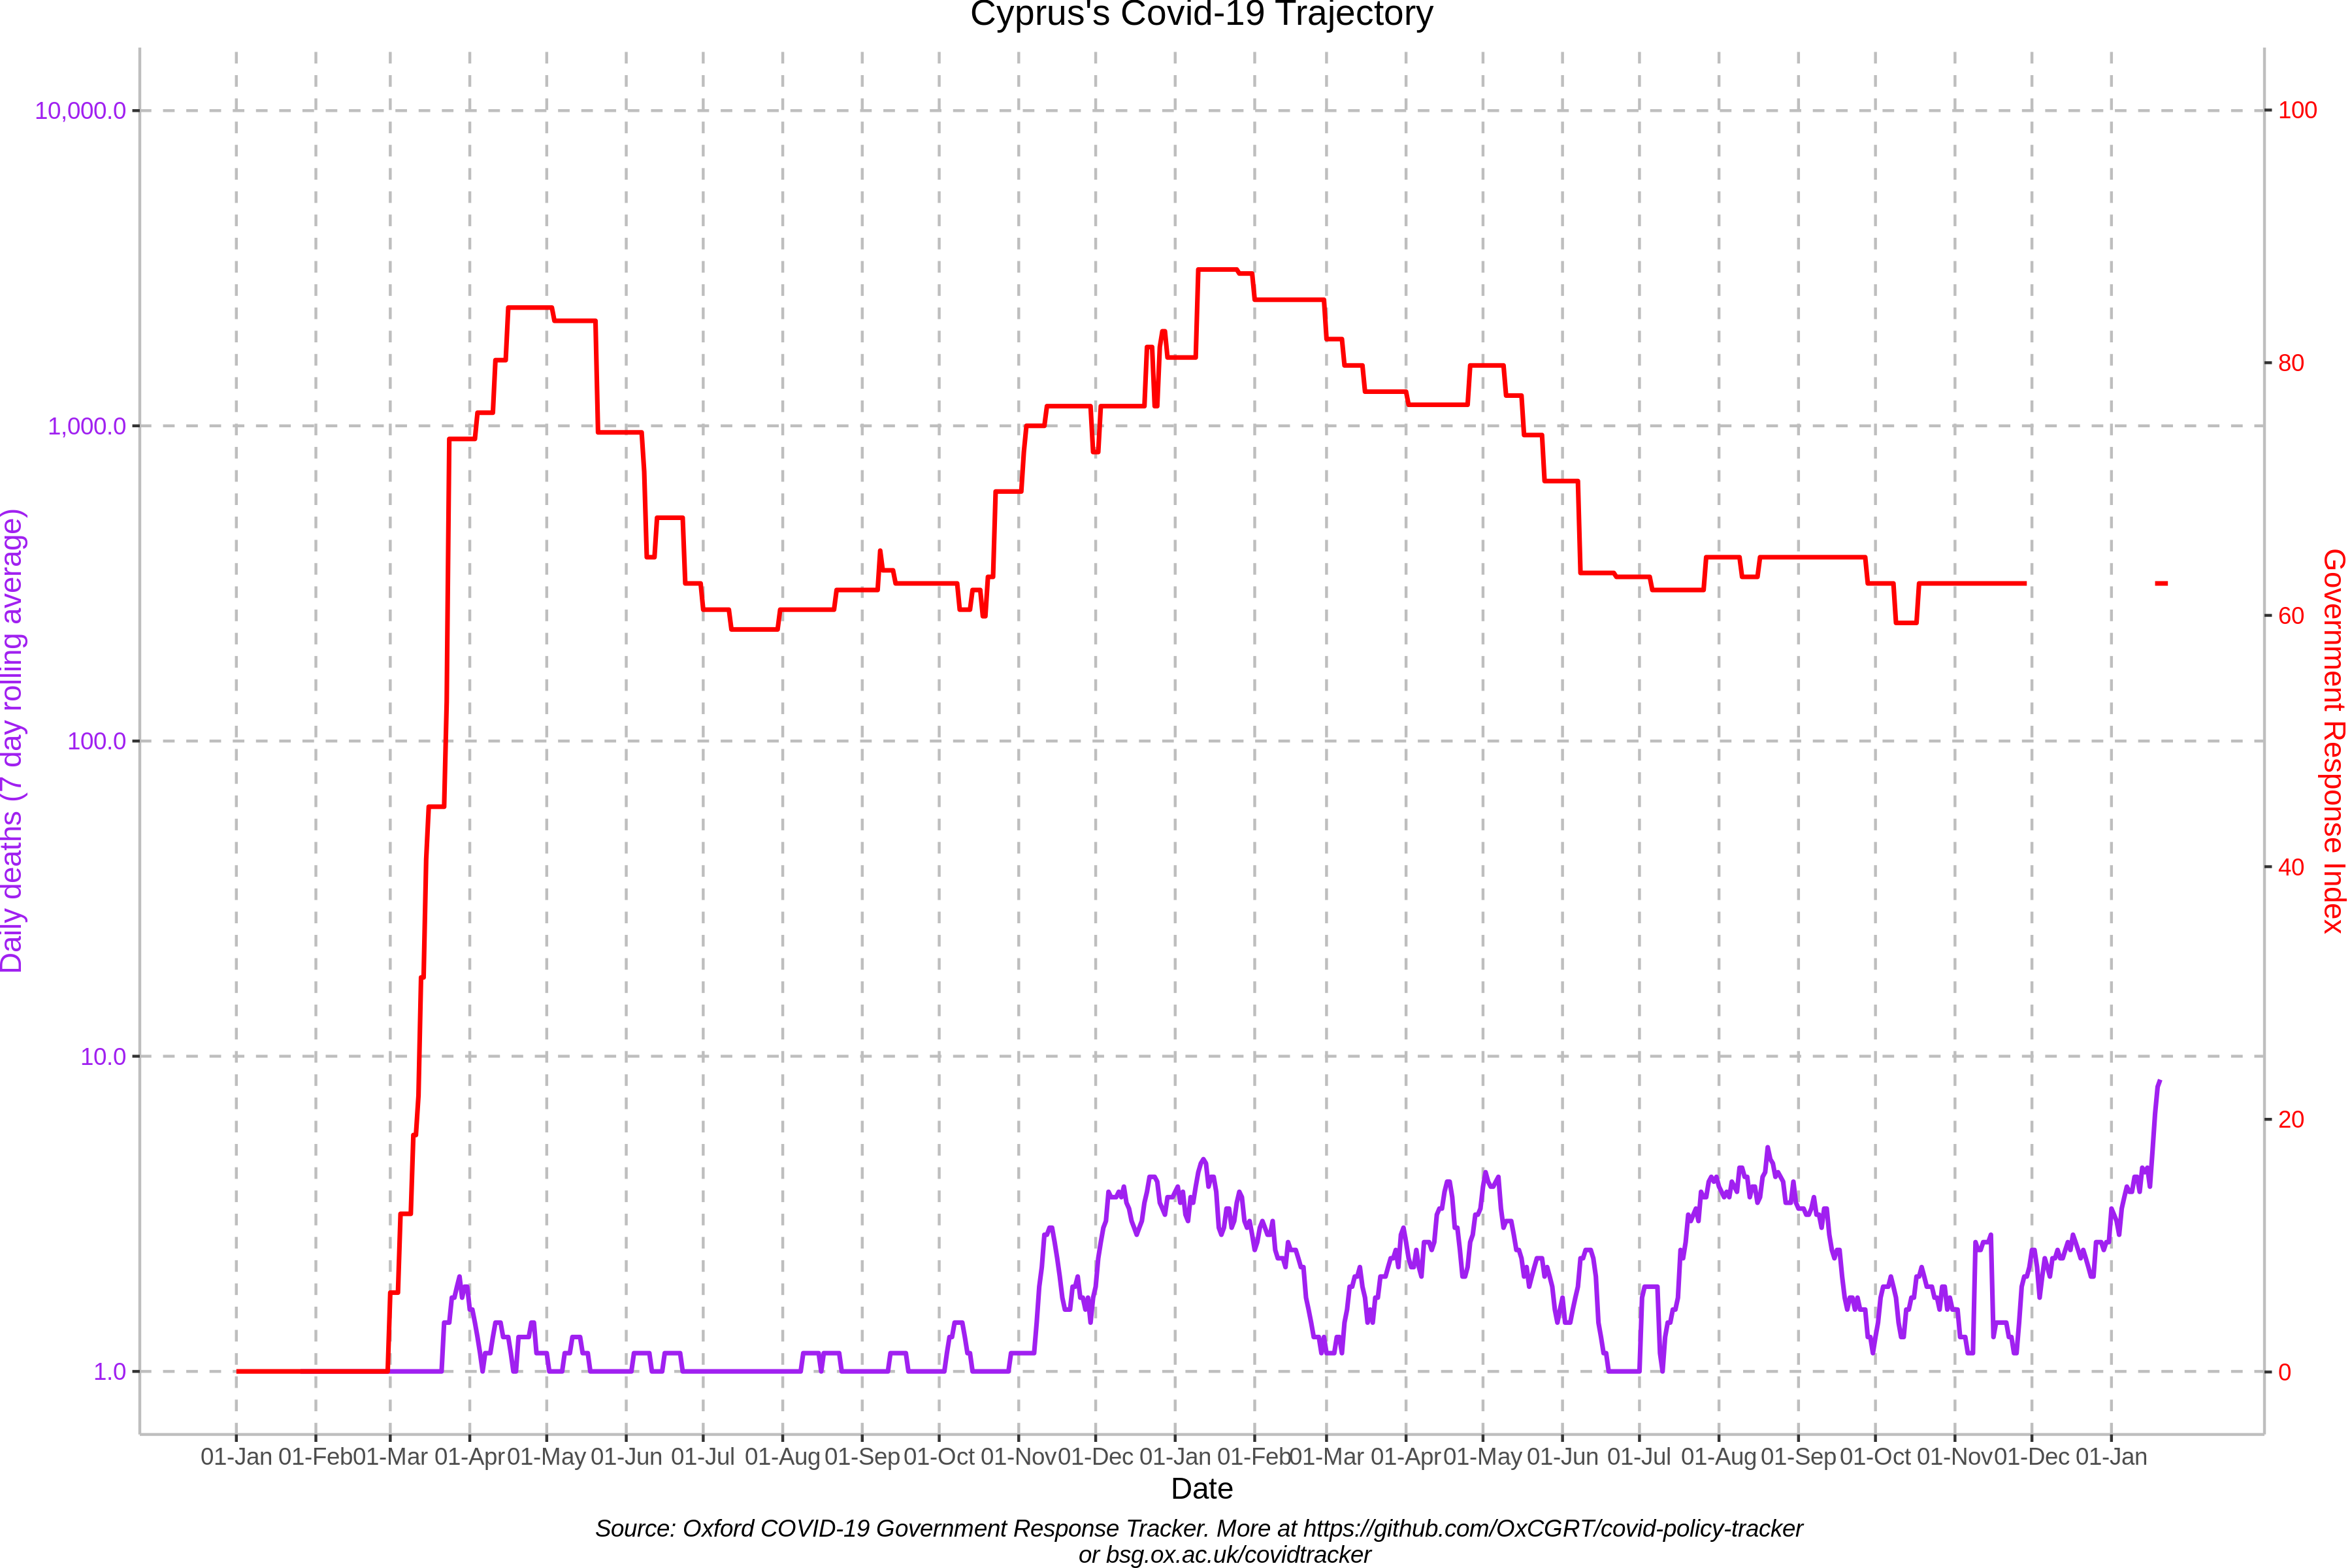 Cyprus's Covid-19 Trajectory
10,000.0
1,000.0
100.0
10.0
1.0
Daily deaths (7 day rolling average)
100
80
60
40
20
0
Government Response Index
01-Jan 01-Feb 01-Mar 01-Apr 01-May 01-Jun 01-Jul 01-Aug 01-Sep 01-Oct 01-Nov 01-Dec 01-Jan 01-Feb 01-Mar 01-Apr 01-May 01-Jun 01-Jul 01-Aug 01-Sep 01-Oct 01-Nov 01-Dec 01-Jan
Date
Source: Oxford COVID-19 Government Response Tracker. More at https://github.com/OxCGRT/covid-policy-tracker
or bsg.ox.ac.uk/covidtracker